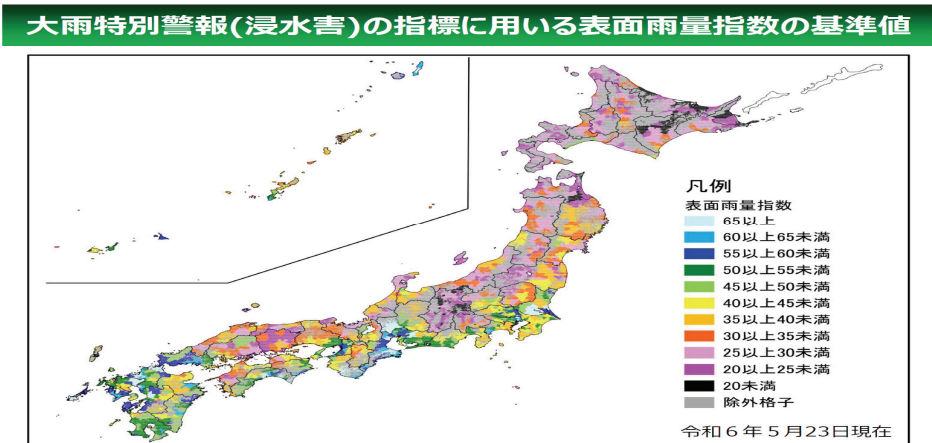 大雨特別警報(浸水害)の指標に用いる表面雨量指数の基準値
凡例
表面雨量指数
65以上
60以上65未満
55以上60未満
50以上55未満
45以上50未満
40以上45未満
35以上40未満
30以上35未満
25以上30未満
20以上25未満
20未満
除外格子
令和6年5月23日現在